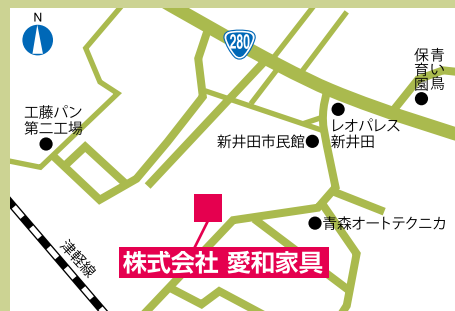 N
280
青い鳥
保育園
工藤パン
第二工場
レオパレス
新井田
新井田市民館
青森オートテクニカ
津軽線
株式会社 愛和家具